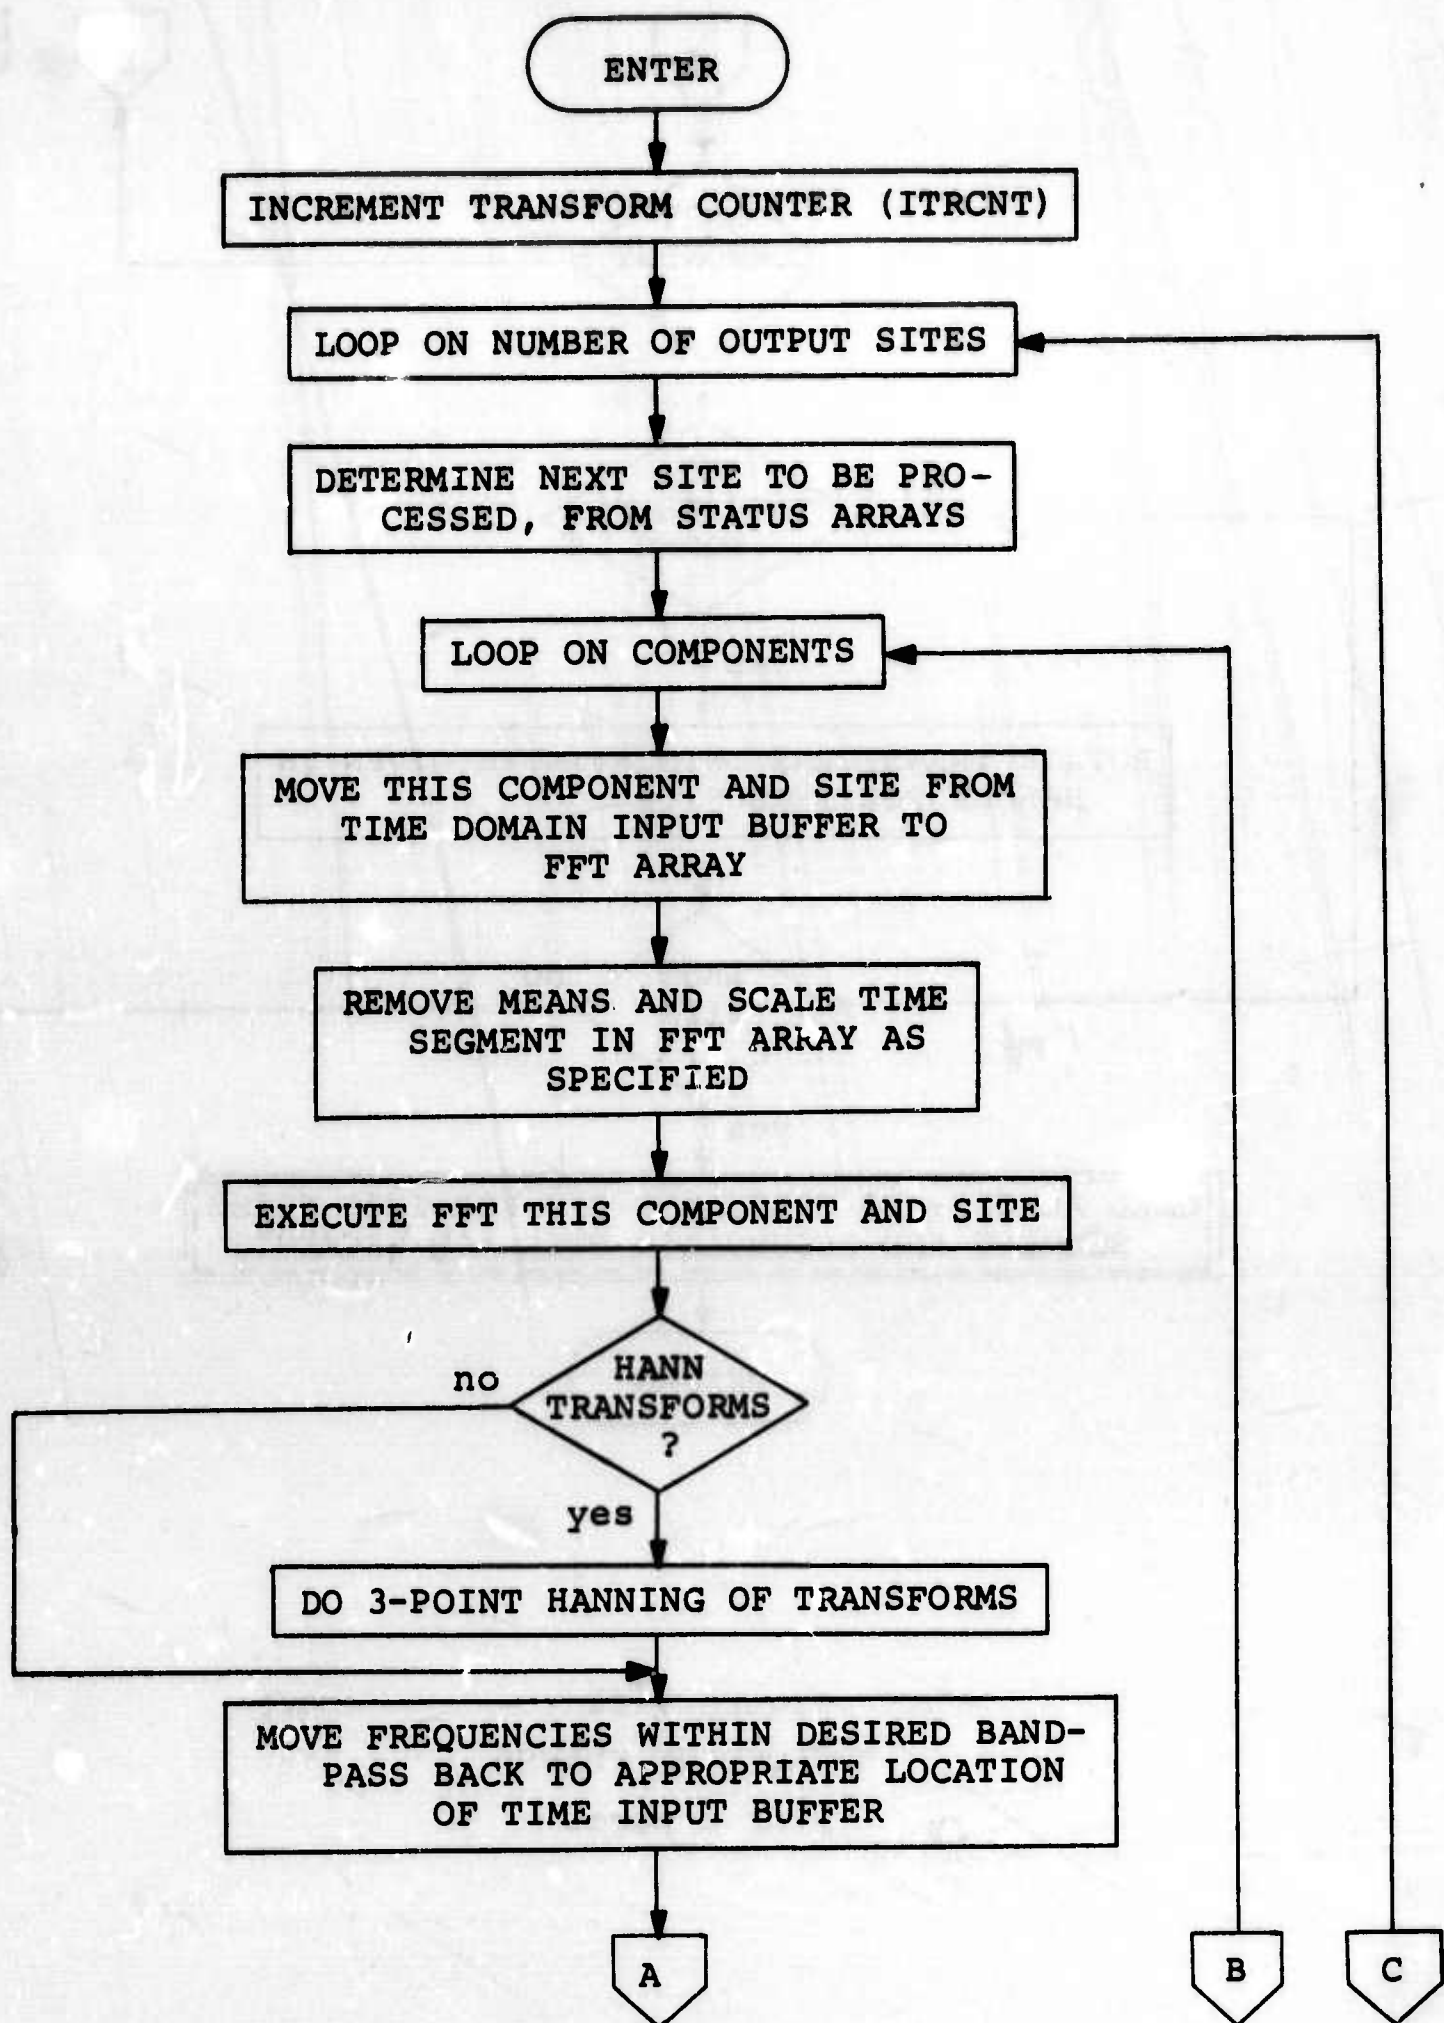 ENTER
INCREMENT TRANSFORM COUNTER (ITRCNT)
LOOP ON NUMBER OF OUTPUT SITES
DETERMINE NEXT SITE TO BE PRO-
CESSED, FROM STATUS ARRAYS
LOOP ON COMPONENTS
MOVE THIS COMPONENT AND SITE FROM
TIME DOMAIN INPUT BUFFER TO
FFT ARRAY
REMOVE MEANS AND SCALE TIME
SEGMENT IN FFT ARRAY AS
SPECIFIED
EXECUTE FFT THIS COMPONENT AND SITE
no
HANN
TRANSFORMS
?
yes
DO 3-POINT HANNING OF TRANSFORMS
MOVE FREQUENCIES WITHIN DESIRED BAND-
PASS BACK TO APPROPRIATE LOCATION
OF TIME INPUT BUFFER
A
B
C